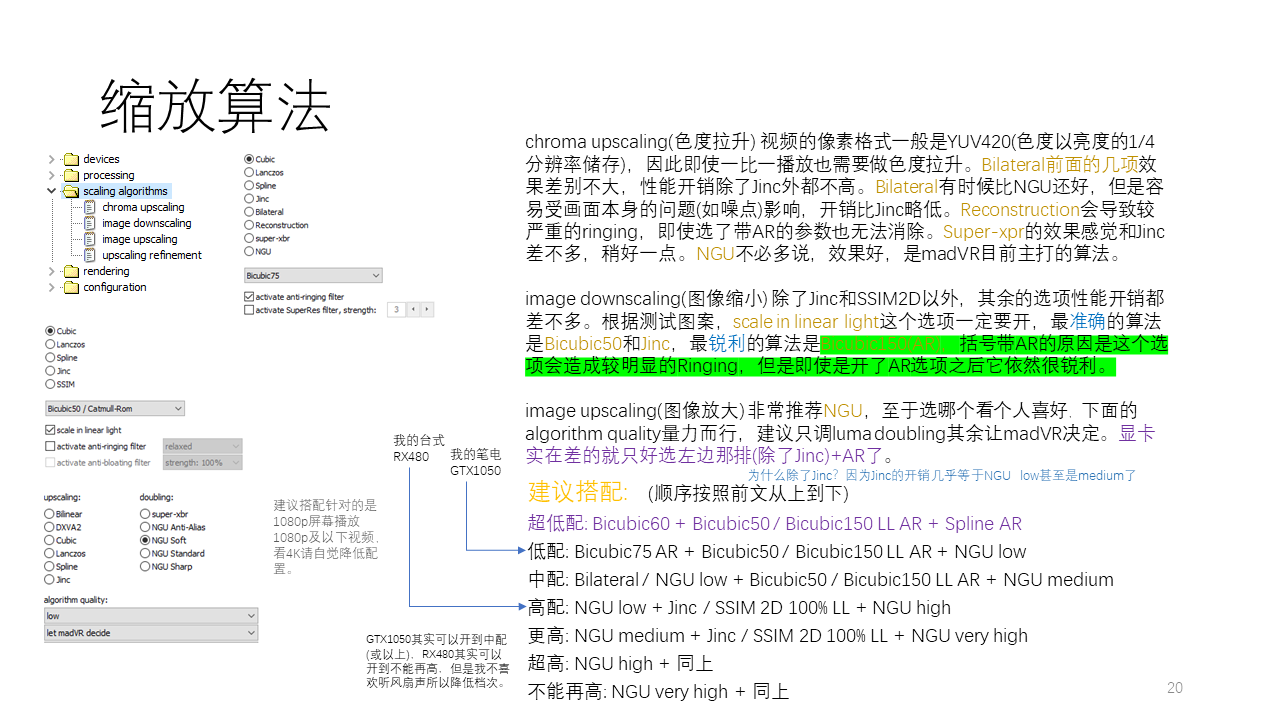 缩放算法
devices
processing
scaling algorithms
chroma upscaling
image downscaling
image upscaling
upscaling refinement
rendering
configuration
Cubic
Lanczos
Spline
Jinc
Bilateral
Reconstruction
super-xbr
NGU
Bicubic75
activate anti-ringing filter
activate SuperRes filter, strength: 3
Cubic
Lanczos
Spline
Jinc
SSIM
Bicubic50 / Catmull-Rom
scale in linear light
activate anti-ringing filter relaxed
activate anti-bloating filter strength: 100%
upscaling:
Bilinear
DXVA2
Cubic
Lanczos
Spline
Jinc
doubling:
super-xbr
NGU Anti-Alias
NGU Soft
NGU Standard
NGU Sharp
algorithm quality:
low
let madVR decide
建议搭配针对的是
1080p屏幕播放
1080p及以下视频，
看4K请自觉降低配
置。
我的台式
RX480
我的笔电
GTX1050
GTX1050其实可以开到中配
(或以上)，RX480其实可以
开到不能再高，但是我不喜
欢听风扇声所以降低档次。
chroma upscaling(色度拉升) 视频的像素格式一般是YUV420(色度以亮度的1/4
分辨率储存)，因此即使一比一播放也需要做色度拉升。Bilateral前面的几项效
果差别不大，性能开销除了Jinc外都不高。Bilateral有时候比NGU还好，但是容
易受画面本身的问题(如噪点)影响，开销比Jinc略低。Reconstruction会导致较
严重的ringing，即使选了带AR的参数也无法消除。Super-xpr的效果感觉和Jinc
差不多，稍好一点。NGU不必多说，效果好，是madVR目前主打的算法。
image downscaling(图像缩小) 除了Jinc和SSIM2D以外，其余的选项性能开销都
差不多。根据测试图案，scale in linear light这个选项一定要开，最准确的算法
是Bicubic50和Jinc，最锐利的算法是Bicubic150(AR)，括号带AR的原因是这个选
项会造成较明显的Ringing，但是即使是开了AR选项之后它依然很锐利。
image upscaling(图像放大) 非常推荐NGU，至于选哪个看个人喜好，下面的
algorithm quality量力而行，建议只调luma doubling其余让madVR决定。显卡
实在差的就只好选左边那排(除了Jinc)+AR了。
为什么除了Jinc？因为Jinc的开销几乎等于NGU low甚至是medium了
建议搭配: (顺序按照前文从上到下)
超低配: Bicubic60 + Bicubic50 / Bicubic150 LL AR + Spline AR
低配: Bicubic75 AR + Bicubic50 / Bicubic150 LL AR + NGU low
中配: Bilateral / NGU low + Bicubic50 / Bicubic150 LL AR + NGU medium
高配: NGU low + Jinc / SSIM 2D 100% LL + NGU high
更高: NGU medium + Jinc / SSIM 2D 100% LL + NGU very high
超高: NGU high + 同上
不能再高: NGU very high + 同上
20